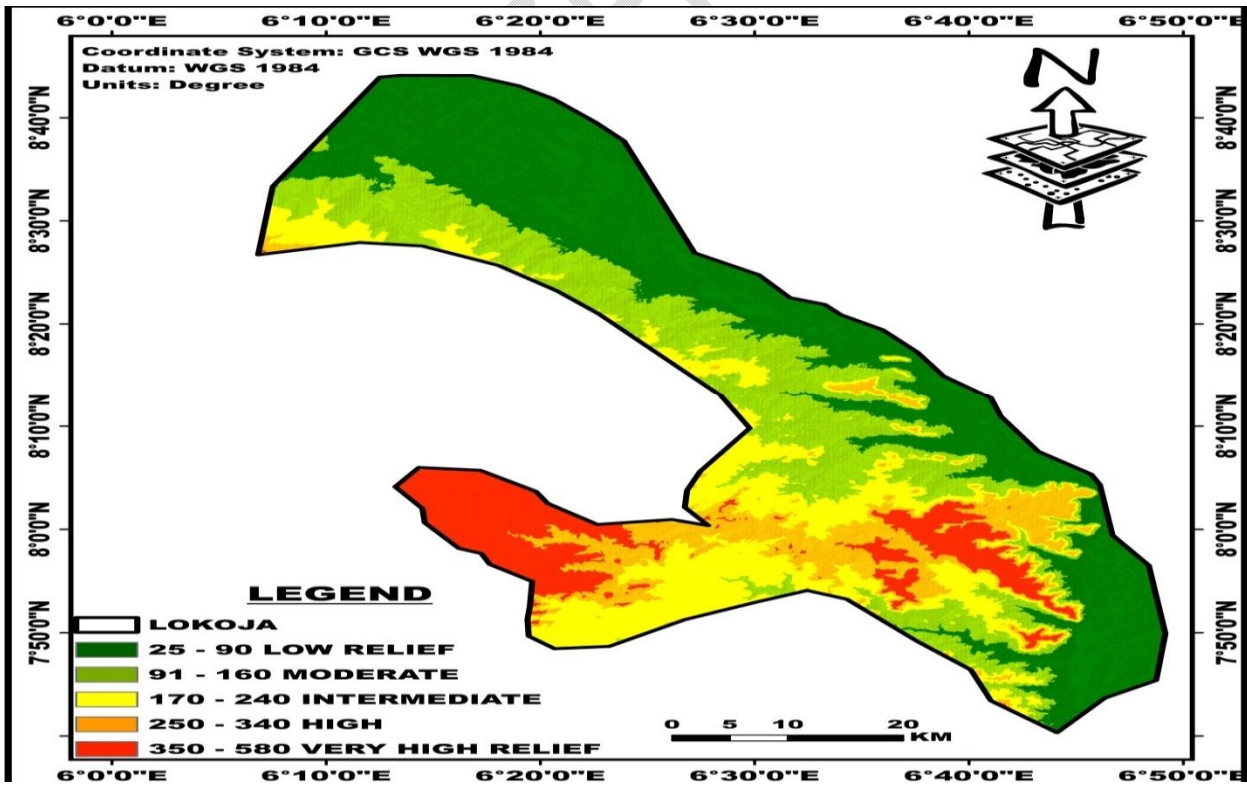 6°0'0"E 6°10'0"E 6°20'0"E 6°30'0"E 6°40'0"E 6°50'0"E
Coordinate System: GCS WGS 1984
Datum: WGS 1984
Units: Degree
N
8°40'0"N 8°40'0"N
8°30'0"N 8°30'0"N
8°20'0"N 8°20'0"N
8°10'0"N 8°10'0"N
8°0'0"N 8°0'0"N
7°50'0"N 7°50'0"N
LEGEND
LOKOJA
25 - 90 LOW RELIEF
91 - 160 MODERATE
170 - 240 INTERMEDIATE
250 - 340 HIGH
350 - 580 VERY HIGH RELIEF
0 5 10 20
KM
6°0'0"E 6°10'0"E 6°20'0"E 6°30'0"E 6°40'0"E 6°50'0"E